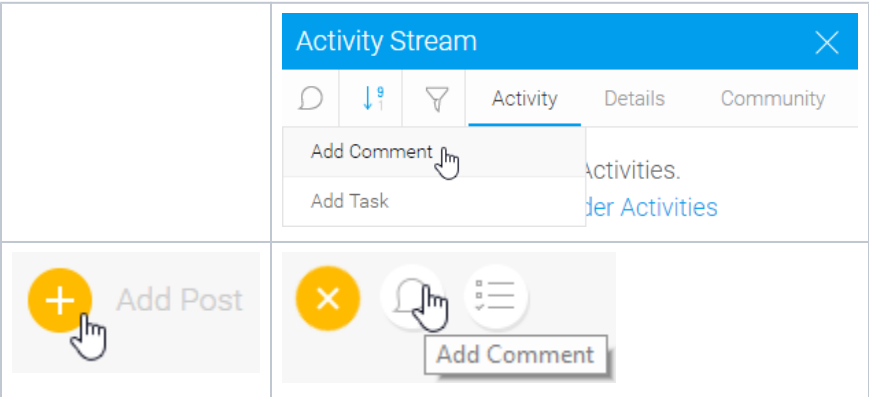 Activity Stream
Activity Details Community
Add Comment
Activities.
Add Task
der Activities
Add Post
Add Comment